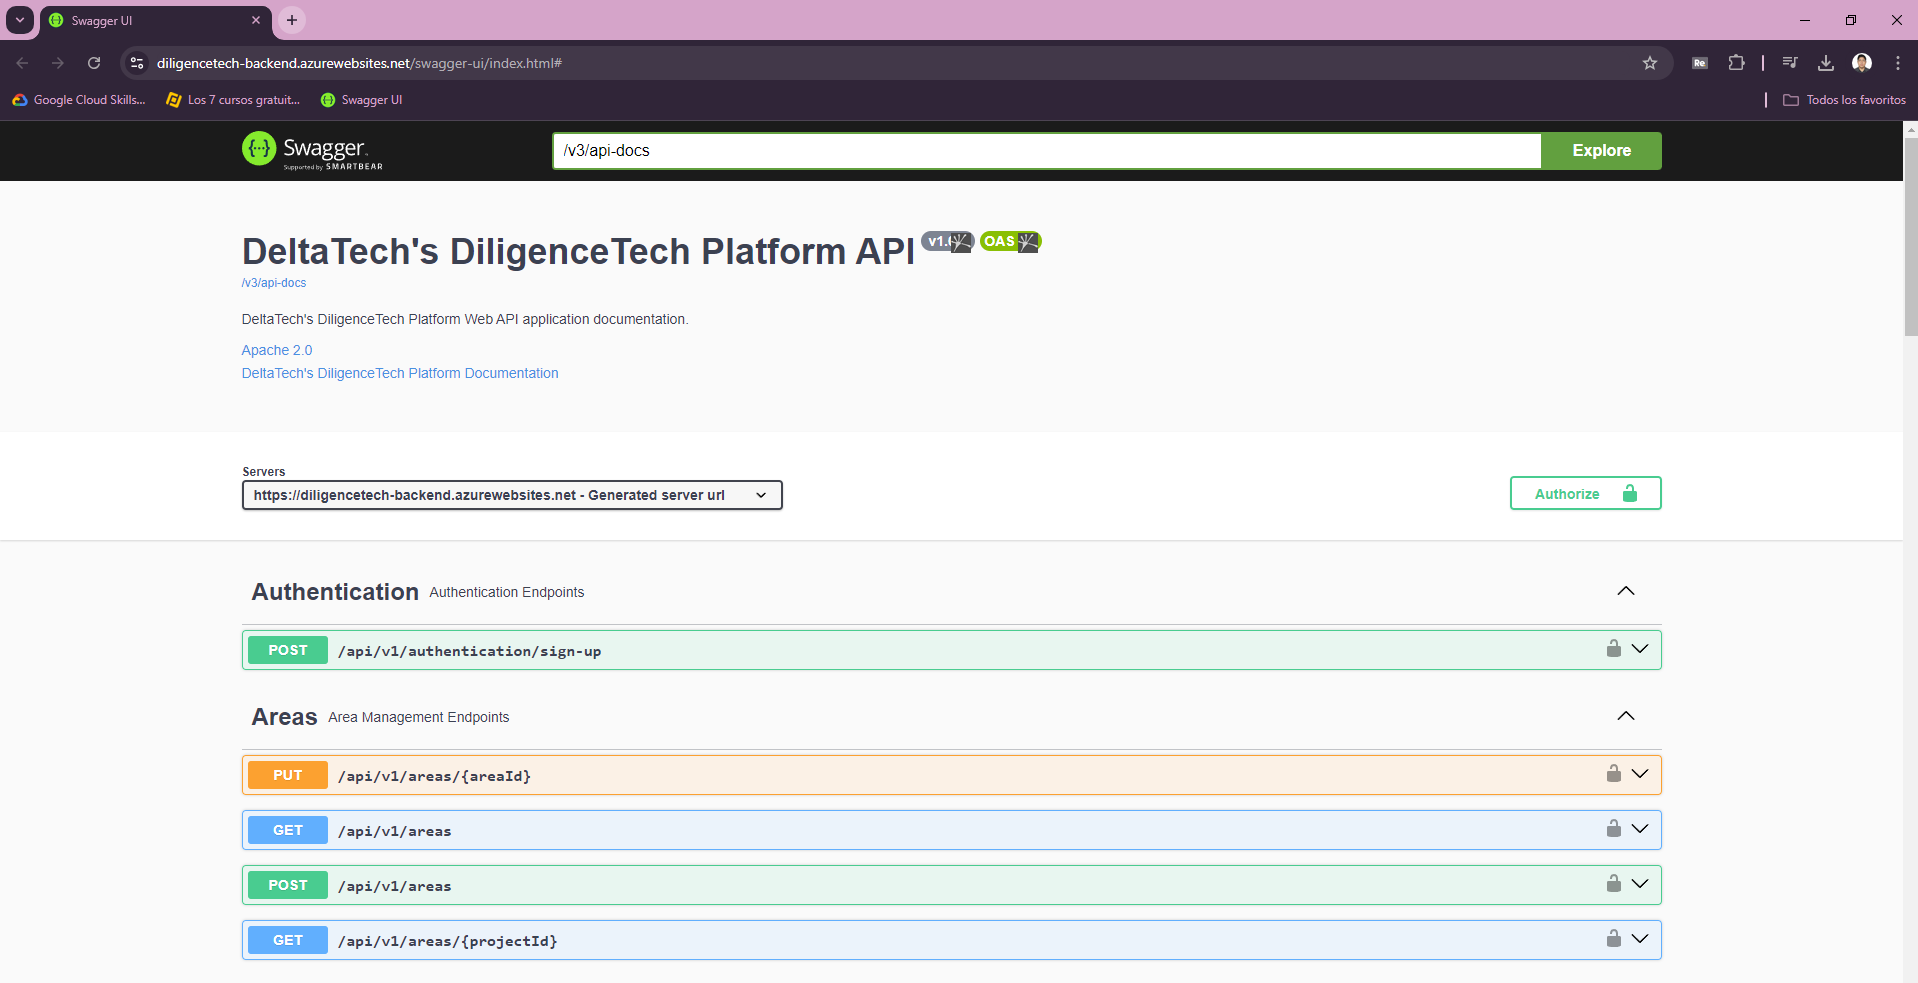 Swagger UI
diligencetech-backend.azurewebsites.net/swagger-ui/index.html#
Re
Google Cloud Skills...
Los 7 cursos gratuit...
Swagger UI
Todos los favoritos
Swagger.
Supported by SMARTBEAR
/v3/api-docs
Explore
DeltaTech's DiligenceTech Platform API
OAS
/v3/api-docs
DeltaTech's DiligenceTech Platform Web API application documentation.
Apache 2.0
DeltaTech's DiligenceTech Platform Documentation
Servers
https://diligencetech-backend.azurewebsites.net - Generated server url
Authorize
Authentication Authentication Endpoints
POST /api/v1/authentication/sign-up
Areas Area Management Endpoints
PUT /api/v1/areas/{areaId}
GET /api/v1/areas
POST /api/v1/areas
GET /api/v1/areas/{projectId}